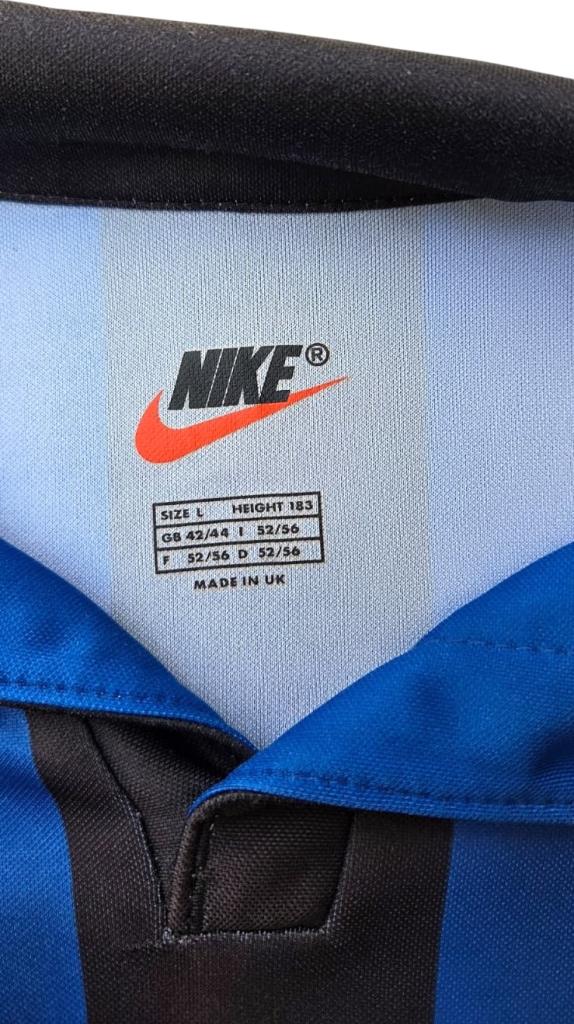 NIKE®
SIZE L HEIGHT 183
GB 42/44 I 52/56
F 52/56 D 52/56
MADE IN UK